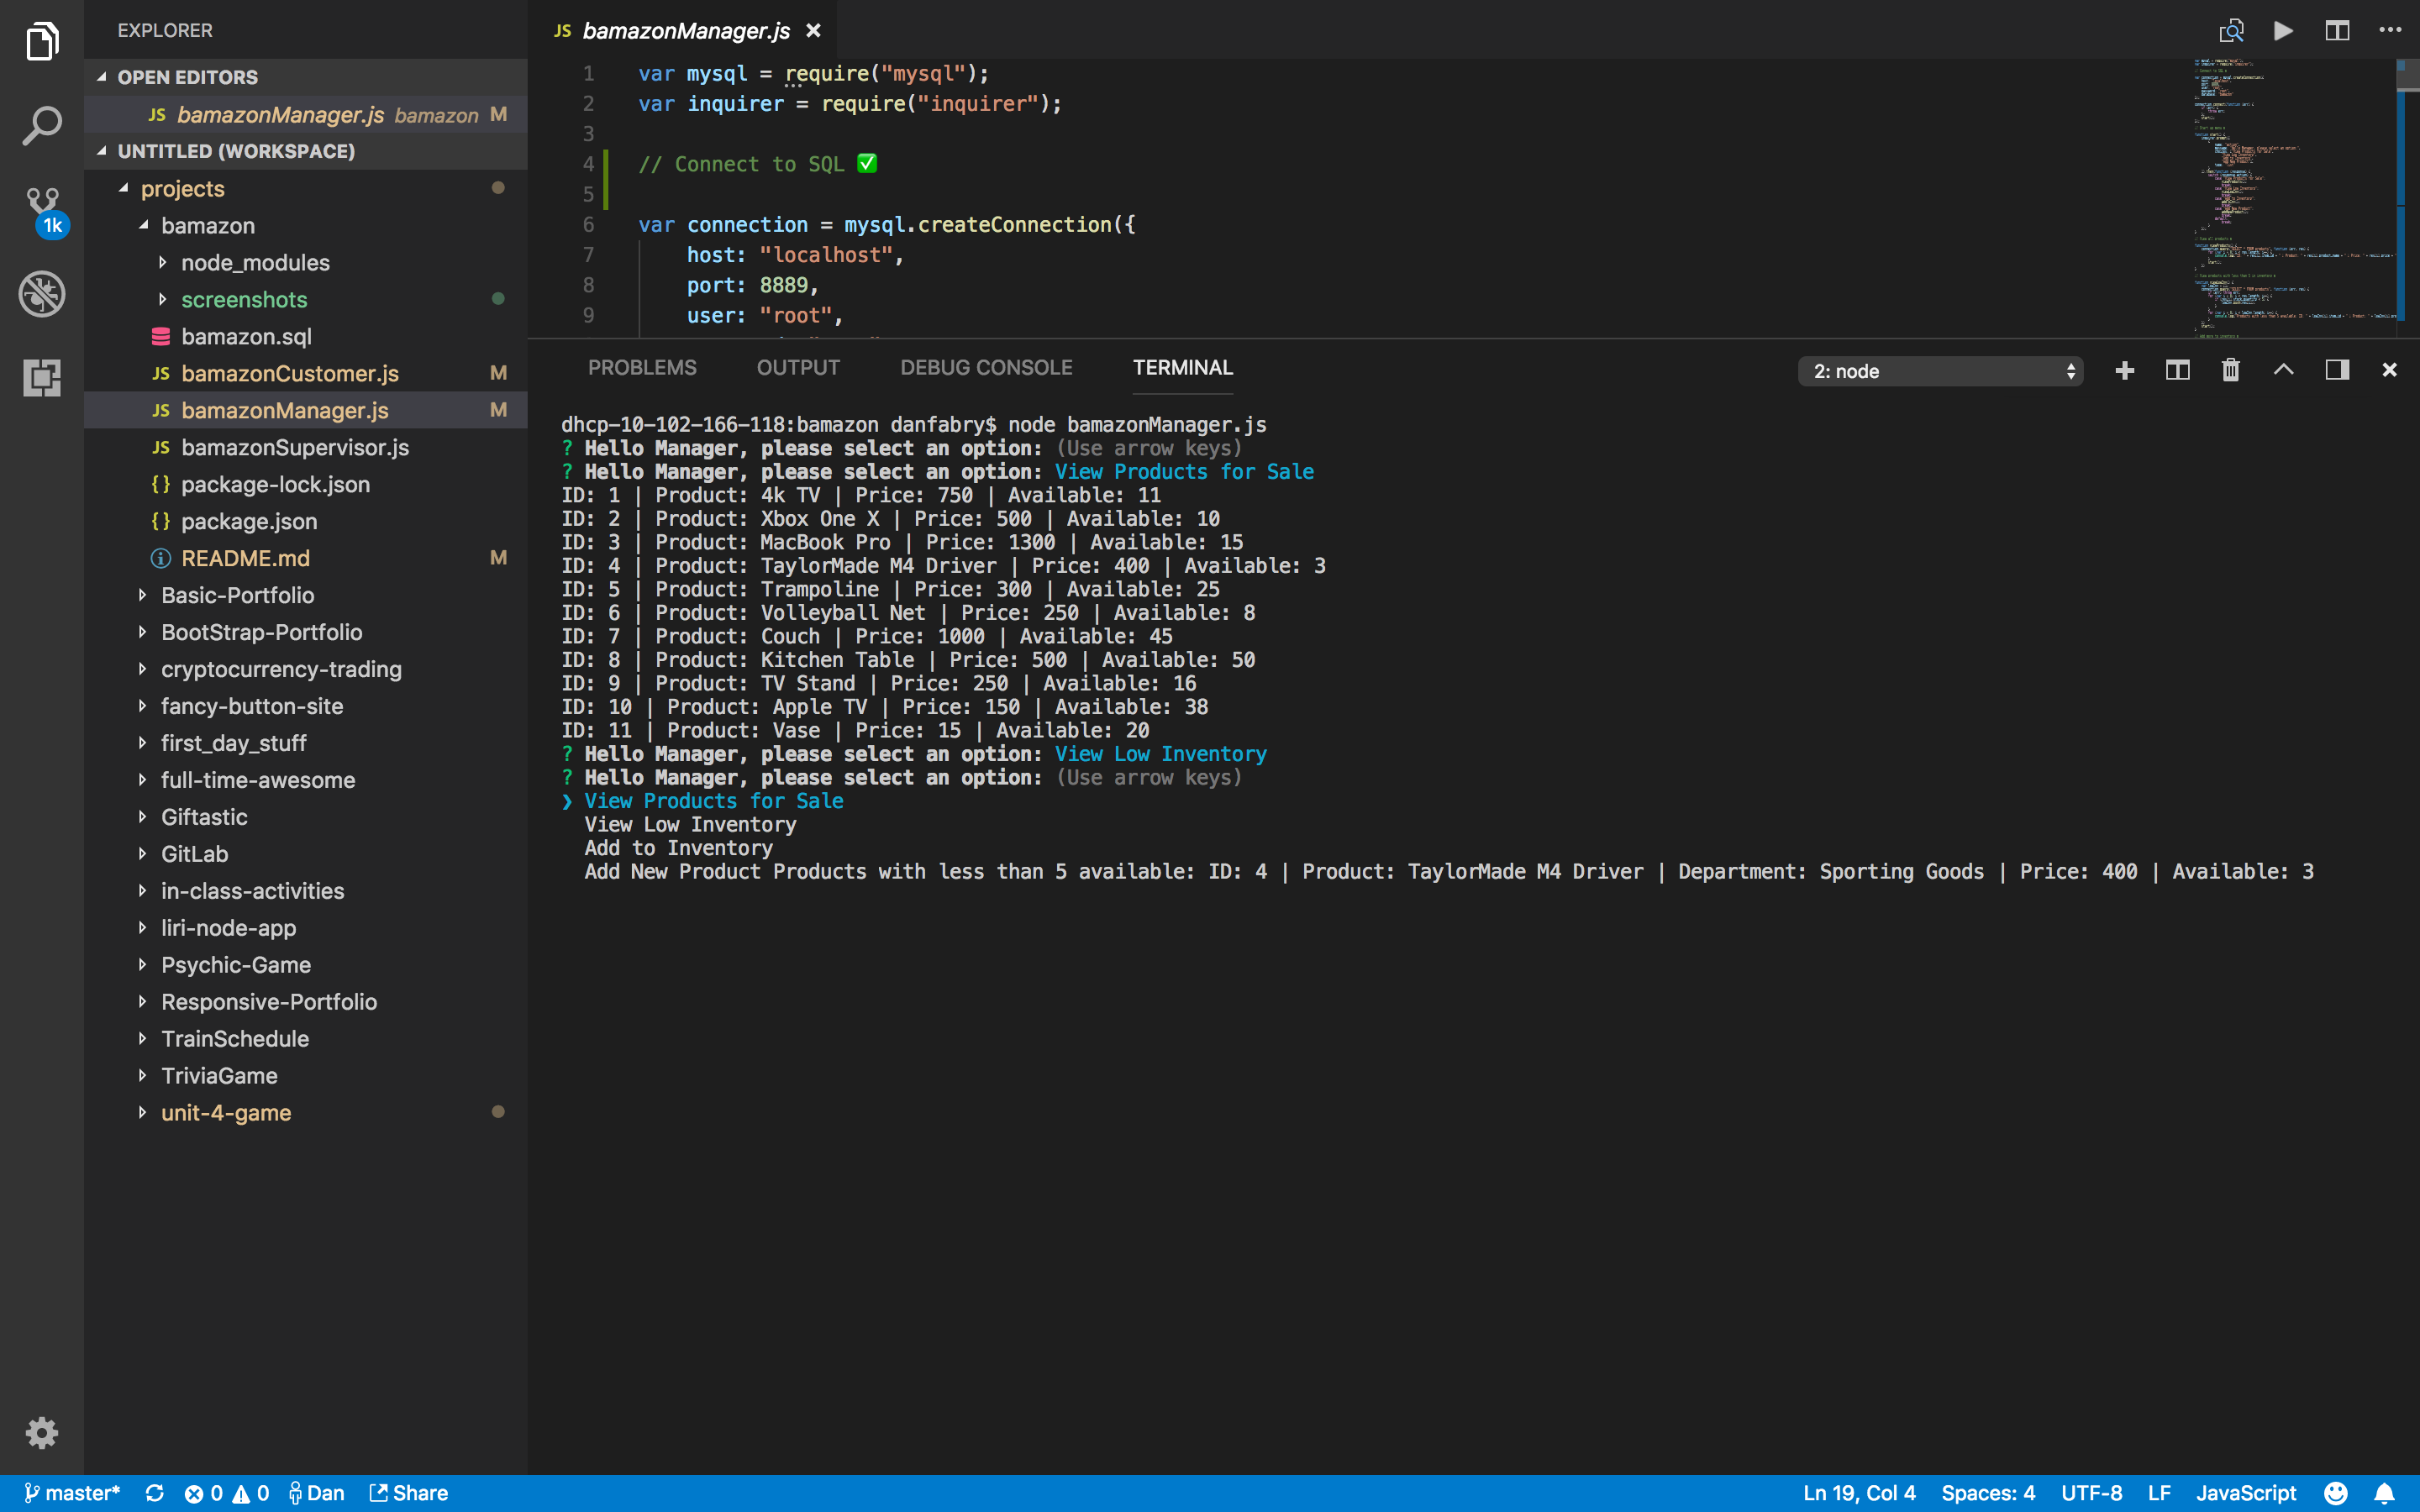 EXPLORER
OPEN EDITORS
JS bamazonManager.js bamazon M
UNTITLED (WORKSPACE)
projects
bamazon
node_modules
screenshots
bamazon.sql
JS bamazonCustomer.js M
JS bamazonManager.js M
JS bamazonSupervisor.js
{} package-lock.json
{} package.json
README.md M
Basic-Portfolio
BootStrap-Portfolio
cryptocurrency-trading
fancy-button-site
first_day_stuff
full-time-awesome
Giftastic
GitLab
in-class-activities
liri-node-app
Psychic-Game
Responsive-Portfolio
TrainSchedule
TriviaGame
unit-4-game
1k
JS bamazonManager.js
1 var mysql = require("mysql");
2 var inquirer = require("inquirer");
3
4 // Connect to SQL ✅
5
6 var connection = mysql.createConnection({
7 host: "localhost",
8 port: 8889,
9 user: "root",
PROBLEMS OUTPUT DEBUG CONSOLE TERMINAL 2: node
dhcp-10-102-166-118:bamazon danfabry$ node bamazonManager.js
? Hello Manager, please select an option: (Use arrow keys)
? Hello Manager, please select an option: View Products for Sale
ID: 1 | Product: 4k TV | Price: 750 | Available: 11
ID: 2 | Product: Xbox One X | Price: 500 | Available: 10
ID: 3 | Product: MacBook Pro | Price: 1300 | Available: 15
ID: 4 | Product: TaylorMade M4 Driver | Price: 400 | Available: 3
ID: 5 | Product: Trampoline | Price: 300 | Available: 25
ID: 6 | Product: Volleyball Net | Price: 250 | Available: 8
ID: 7 | Product: Couch | Price: 1000 | Available: 45
ID: 8 | Product: Kitchen Table | Price: 500 | Available: 50
ID: 9 | Product: TV Stand | Price: 250 | Available: 16
ID: 10 | Product: Apple TV | Price: 150 | Available: 38
ID: 11 | Product: Vase | Price: 15 | Available: 20
? Hello Manager, please select an option: View Low Inventory
? Hello Manager, please select an option: (Use arrow keys)
❯ View Products for Sale
View Low Inventory
Add to Inventory
Add New Product Products with less than 5 available: ID: 4 | Product: TaylorMade M4 Driver | Department: Sporting Goods | Price: 400 | Available: 3
master* 0 0 Dan Share Ln 19, Col 4 Spaces: 4 UTF-8 LF JavaScript